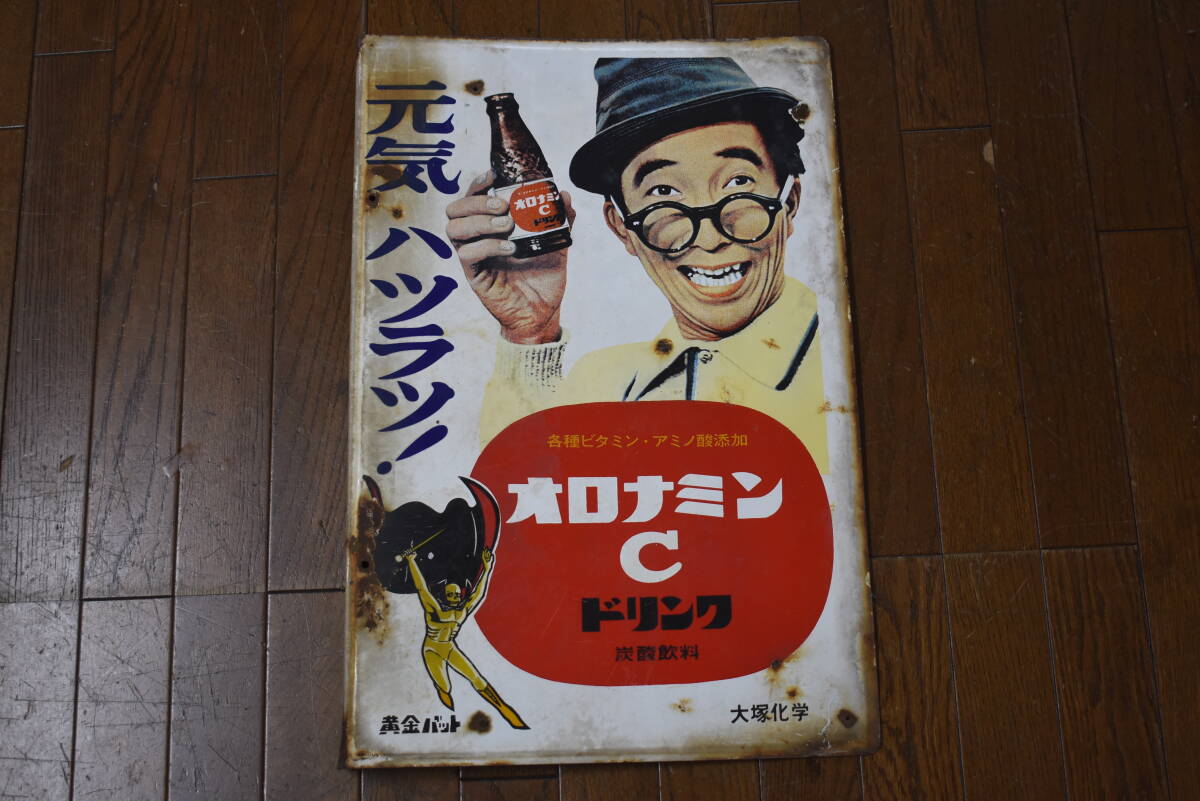 元気ハツラツ!
オロナミン
C
ドリンク
各種ビタミン・アミノ酸添加
オロナミン
C
ドリンク
炭酸飲料
黄金バット
大塚化学